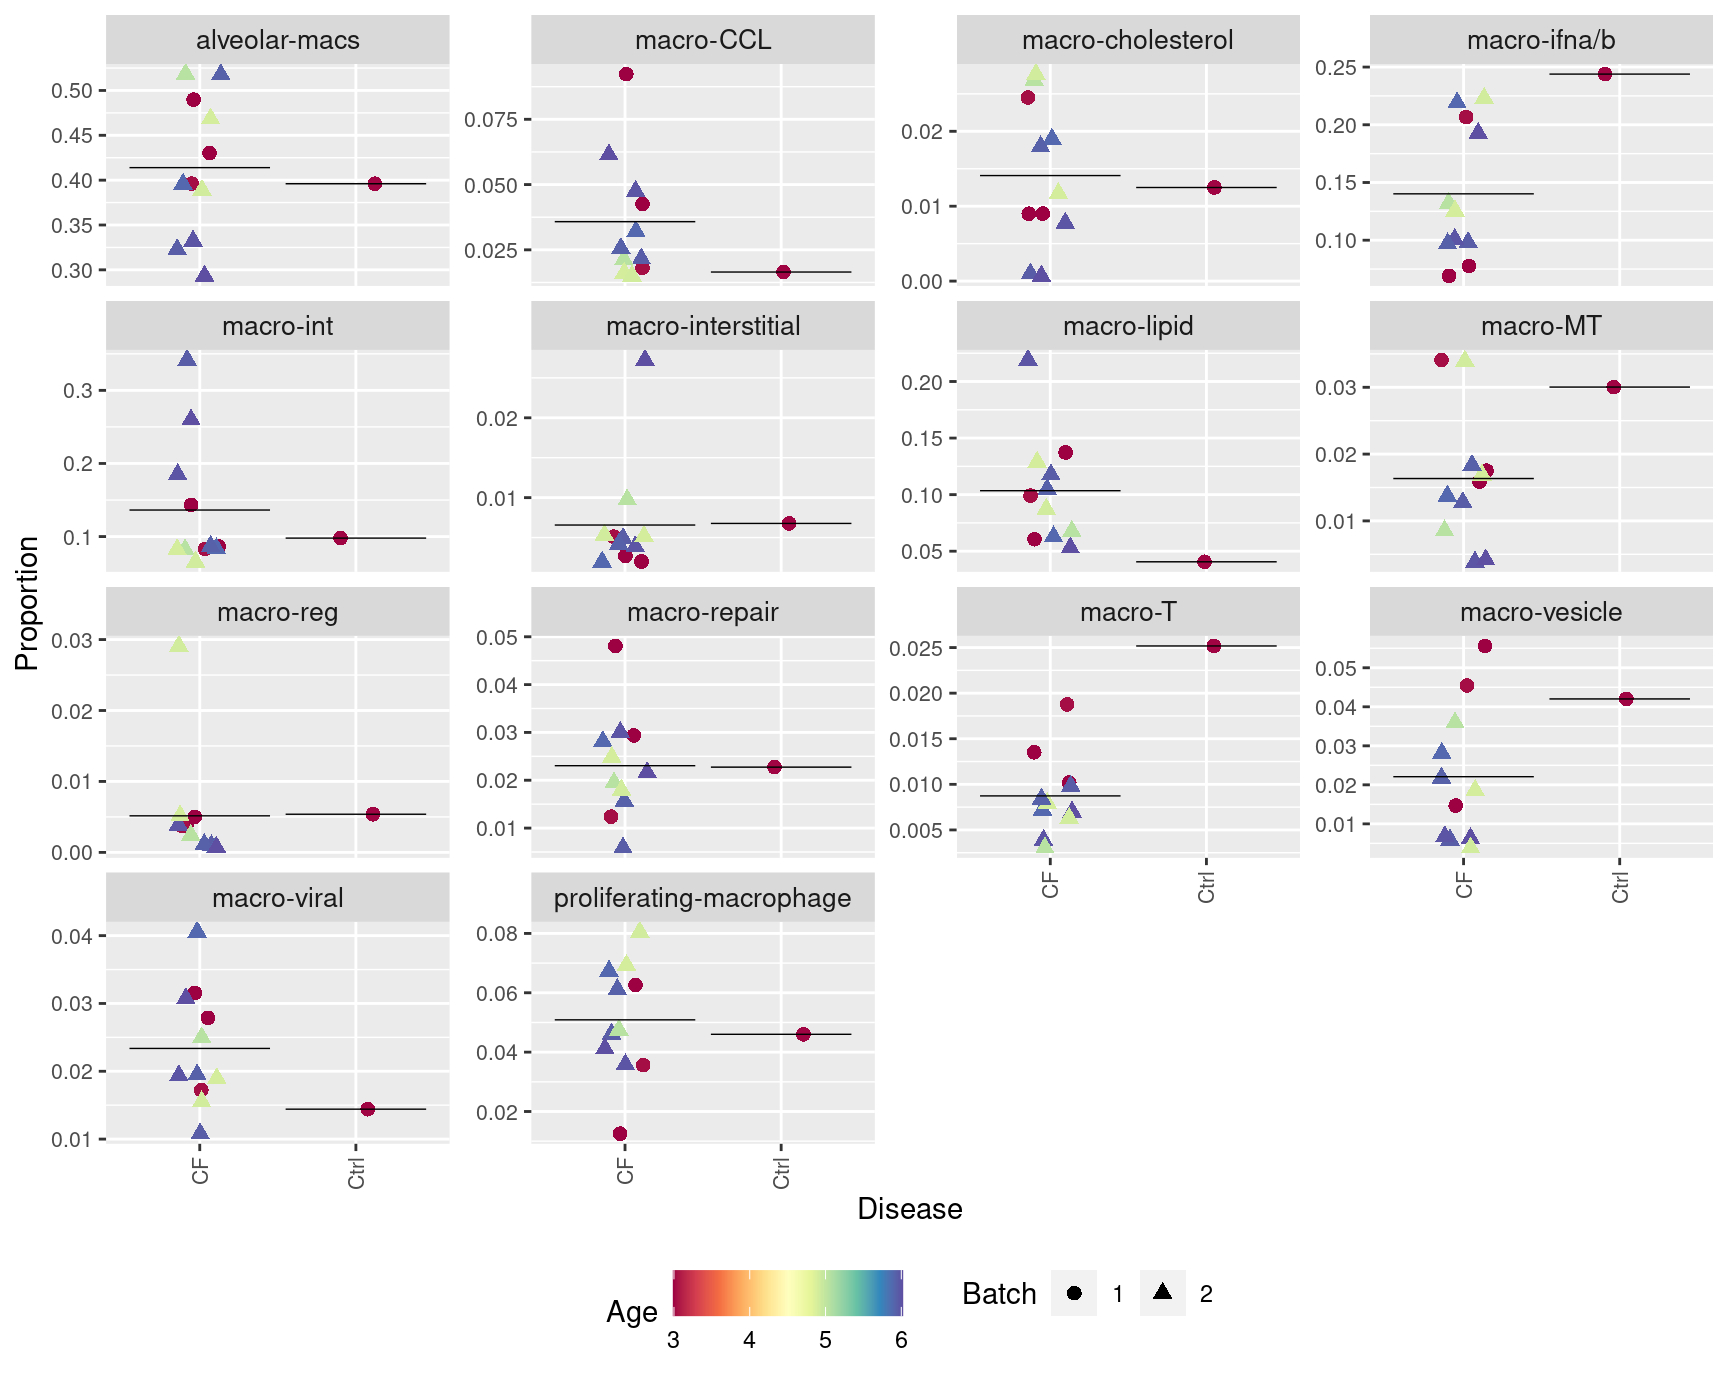 alveolar-macs
macro-CCL
macro-cholesterol
macro-ifna/b
0.50
0.45
0.40
0.35
0.30
0.075
0.050
0.025
0.02
0.01
0.00
0.25
0.20
0.15
0.10
macro-int
macro-interstitial
macro-lipid
macro-MT
0.3
0.2
0.1
0.02
0.01
0.20
0.15
0.10
0.05
0.03
0.02
0.01
Proportion
macro-reg
macro-repair
macro-T
macro-vesicle
0.03
0.02
0.01
0.00
0.05
0.04
0.03
0.02
0.01
0.025
0.020
0.015
0.010
0.005
0.05
0.04
0.03
0.02
0.01
CF
Ctrl
CF
Ctrl
macro-viral
proliferating-macrophage
0.04
0.03
0.02
0.01
0.08
0.06
0.04
0.02
CF
Ctrl
CF
Ctrl
Disease
Age
3 4 5 6
Batch 1 2